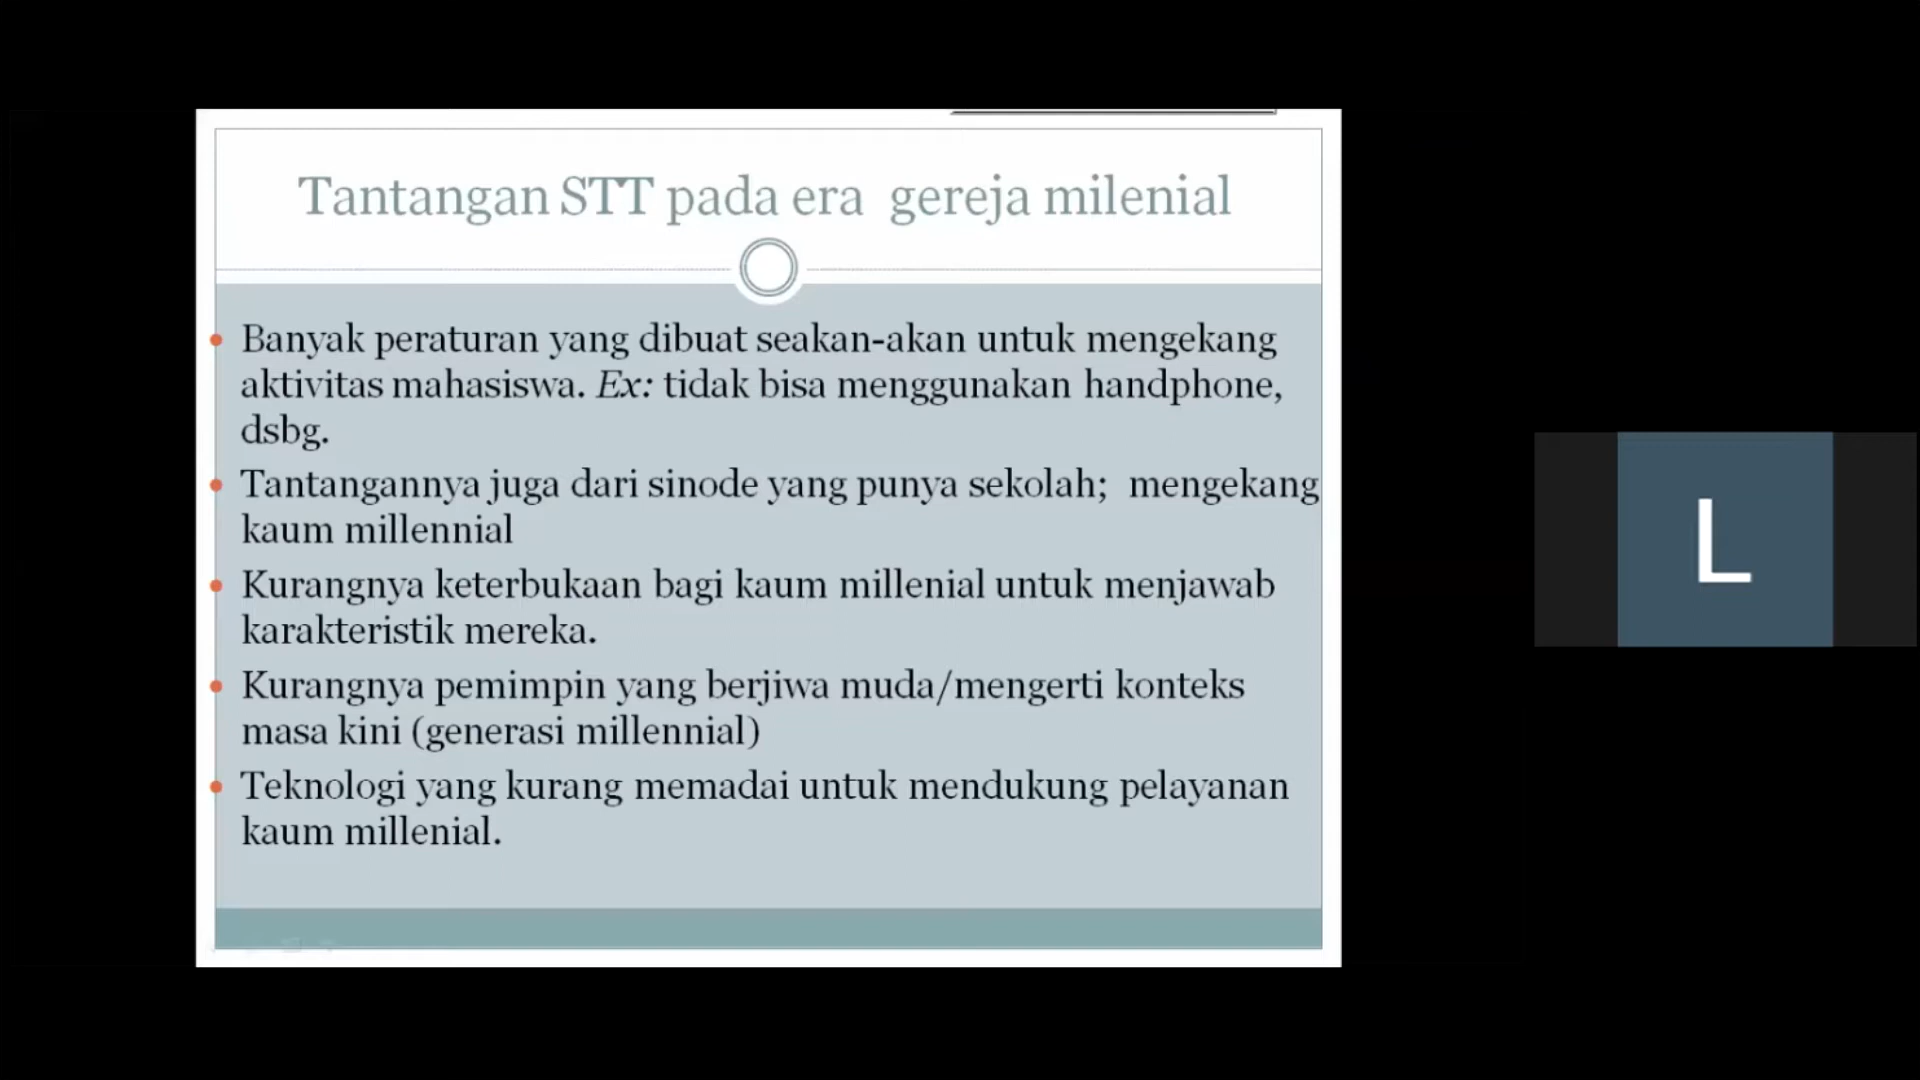 Tantangan STT pada era gereja milenial
Banyak peraturan yang dibuat seakan-akan untuk mengekang
aktivitas mahasiswa. Ex: tidak bisa menggunakan handphone,
dsbg.
Tantangannya juga dari sinode yang punya sekolah; mengekang
kaum millennial
Kurangnya keterbukaan bagi kaum millenial untuk menjawab
karakteristik mereka.
Kurangnya pemimpin yang berjiwa muda/mengerti konteks
masa kini (generasi millennial)
Teknologi yang kurang memadai untuk mendukung pelayanan
kaum millenial.
L